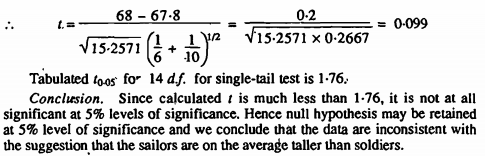 ∴ t = (68 − 67·8) / (√15·2571 (1/6 + 1/10)^{1/2}) = 0·2 / √(15·2571 × 0·2667) = 0·099
Tabulated t₀.₀₅ for 14 d.f. for single-tail test is 1·76.
Conclusion. Since calculated t is much less than 1·76, it is not at all
significant at 5% levels of significance. Hence null hypothesis may be retained
at 5% level of significance and we conclude that the data are inconsistent with
the suggestion that the sailors are on the average taller than soldiers.